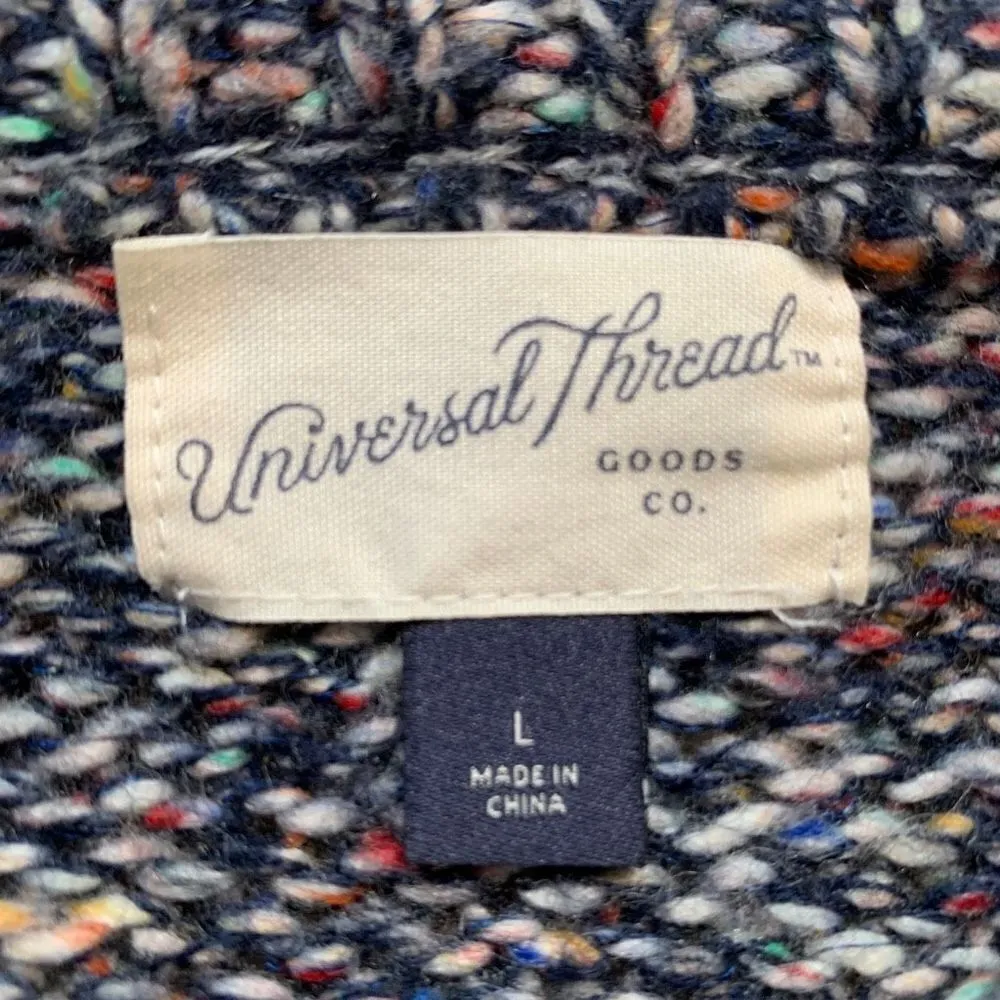 Universal Thread™
GOODS
CO.
L
MADE IN
CHINA